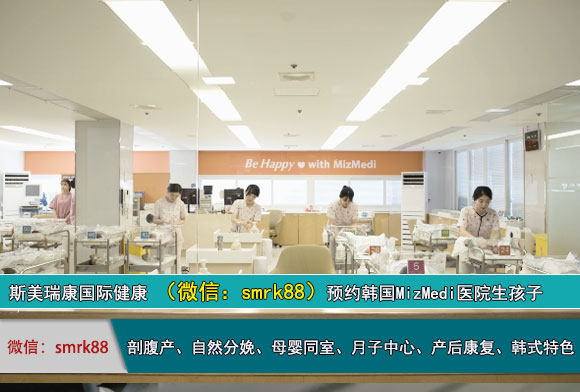 Be Happy ♥ with MizMedi
5
斯美瑞康国际健康 (微信: smrk88) 预约韩国MizMedi医院生孩子
微信: smrk88 剖腹产、自然分娩、母婴同室、月子中心、产后康复、韩式特色